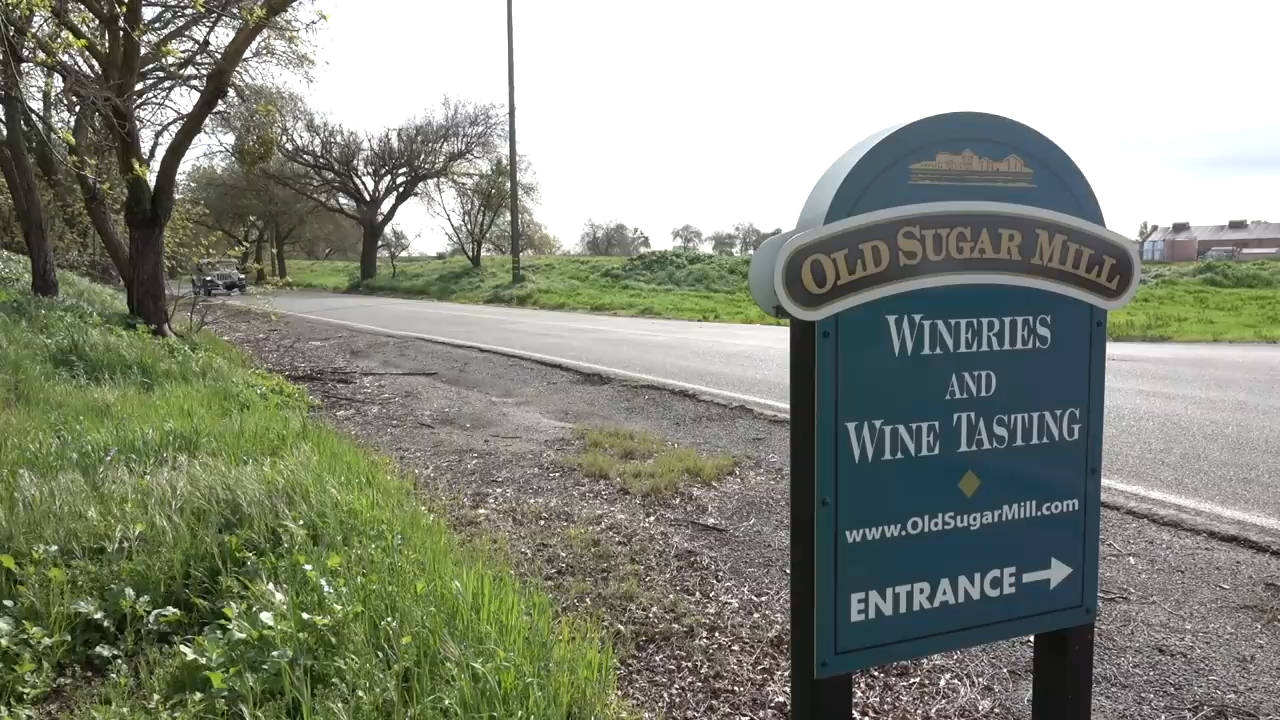 OLD SUGAR MILL
WINERIES
AND
WINE TASTING
www.OldSugarMill.com
ENTRANCE